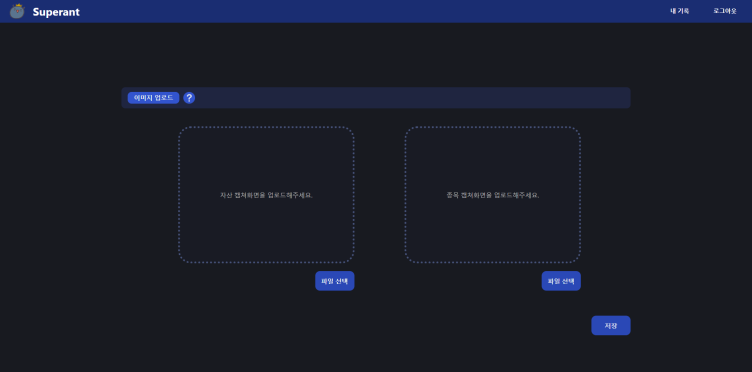 Superant
내 기록
로그아웃
이미지 업로드
?
자산 캡쳐화면을 업로드해주세요.
종목 캡쳐화면을 업로드해주세요.
파일 선택
파일 선택
저장